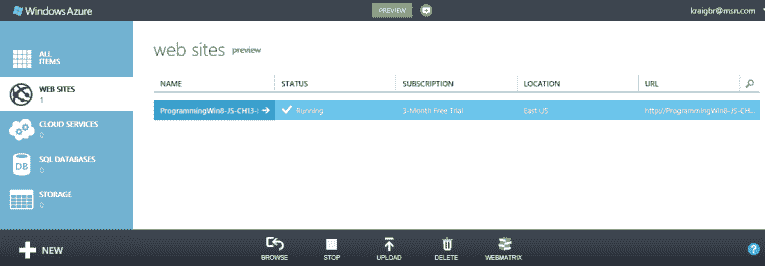 Windows Azure
PREVIEW
kraigbr@msn.com
ALL
ITEMS
WEB SITES
1
CLOUD SERVICES
0
SQL DATABASES
0
STORAGE
0
web sites preview
NAME STATUS SUBSCRIPTION LOCATION URL
ProgrammingWin8-JS-CH13- Running 3-Month Free Trial East US http://ProgrammingWin8-JS-CH...
DB
NEW
BROWSE STOP UPLOAD DELETE WEBMATRIX
?